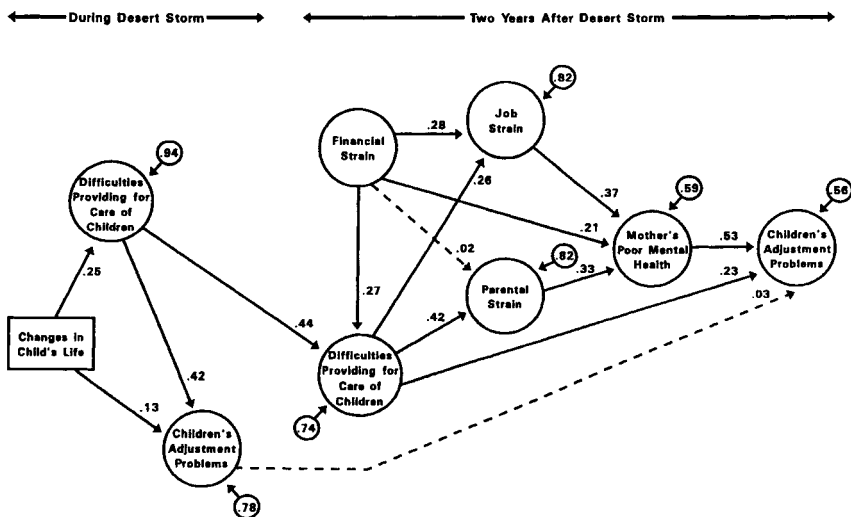 During Desert Storm
Two Years After Desert Storm
.82
Job
Strain
Financial
Strain
.28
.94
Difficulties
Providing for
Care of
Children
.26
.37
.59
.56
.21
Mother's
Poor Mental
Health
.53
Children's
Adjustment
Problems
.02
.82
.33
.23
.03
.25
.27
Parental
Strain
.44
.42
Changes in
Child's Life
Difficulties
Providing for
Care of
Children
.42
.13
.74
Children's
Adjustment
Problems
.78